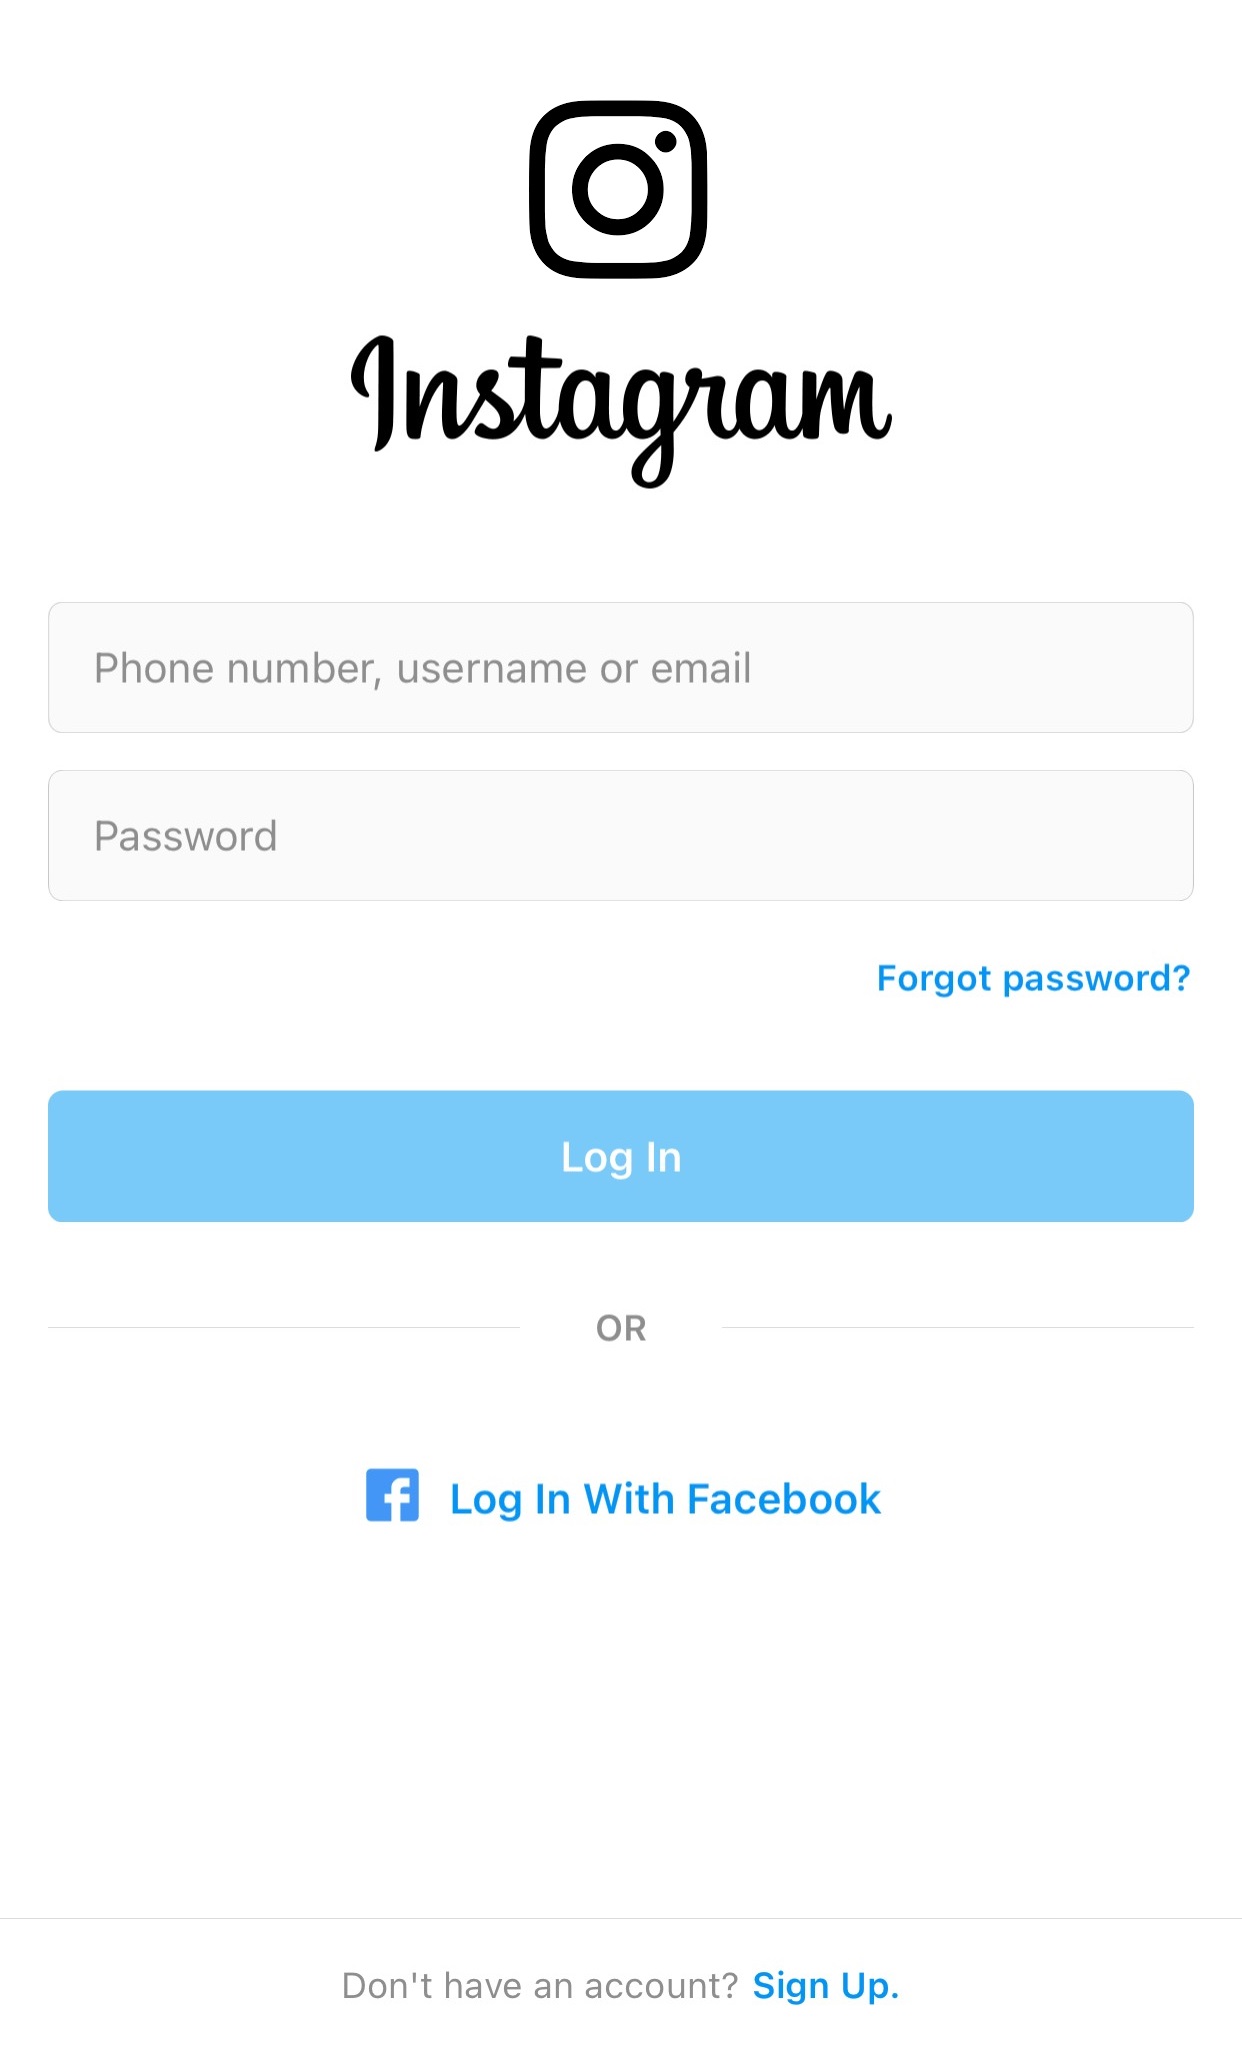 Instagram
Phone number, username or email
Password
Forgot password?
Log In
OR
Log In With Facebook
Don't have an account? Sign Up.